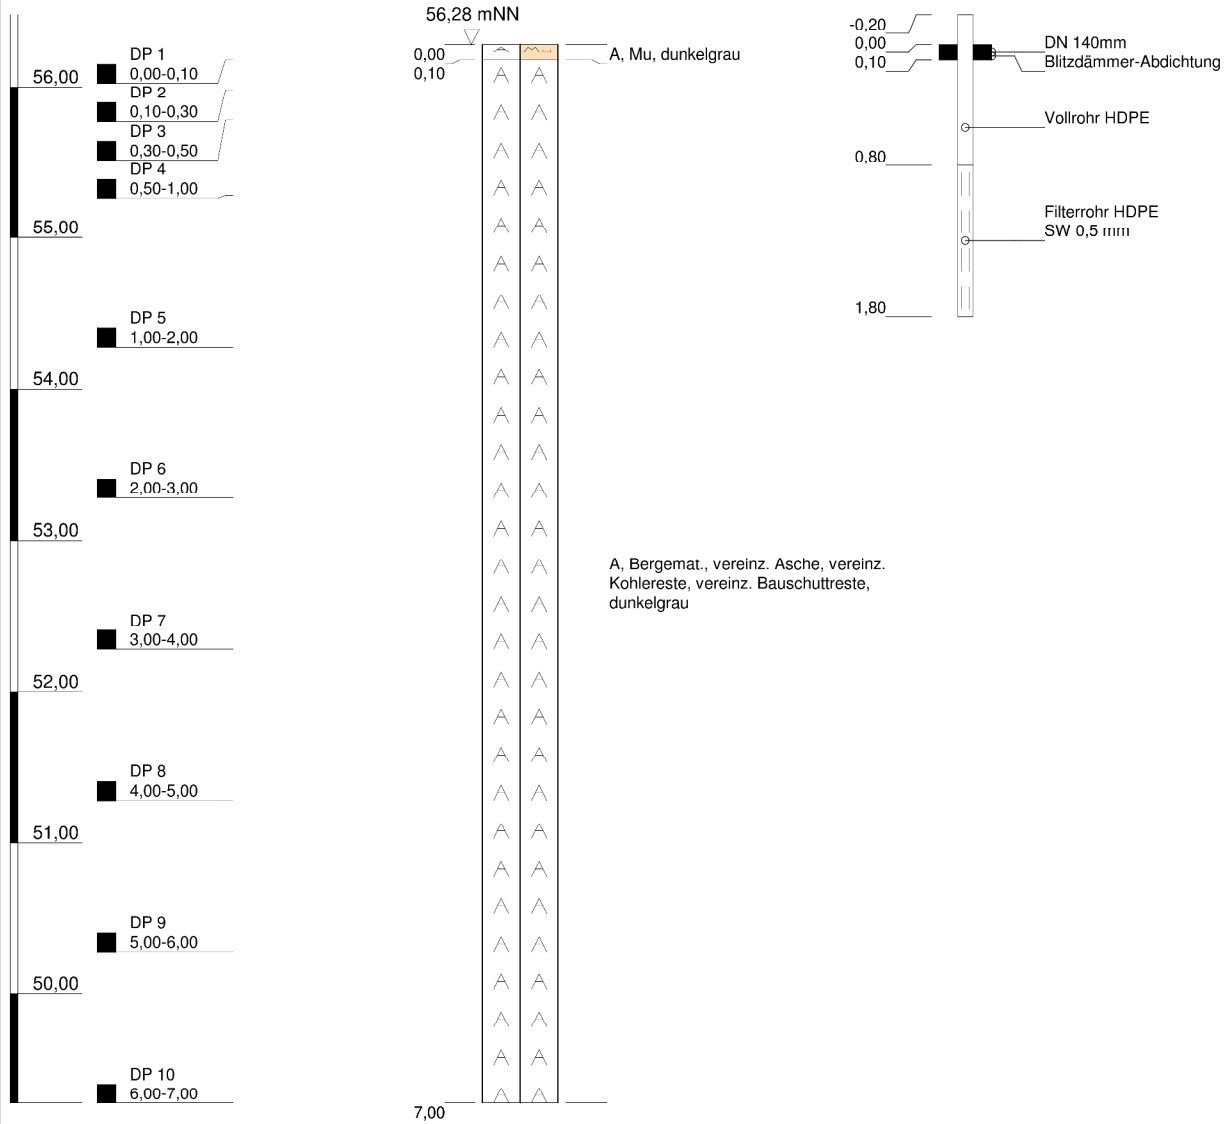 56,28 mNN
56,00
55,00
54,00
53,00
52,00
51,00
50,00
DP 1
0,00-0,10
DP 2
0,10-0,30
DP 3
0,30-0,50
DP 4
0,50-1,00
DP 5
1,00-2,00
DP 6
2,00-3,00
DP 7
3,00-4,00
DP 8
4,00-5,00
DP 9
5,00-6,00
DP 10
6,00-7,00
0,00
0,10
7,00
A, Mu, dunkelgrau
A, Bergemat., vereinz. Asche, vereinz.
Kohlereste, vereinz. Bauschuttreste,
dunkelgrau
-0,20
0,00
0,10
0,80
1,80
DN 140mm
Blitzdämmer-Abdichtung
Vollrohr HDPE
Filterrohr HDPE
SW 0,5 mm